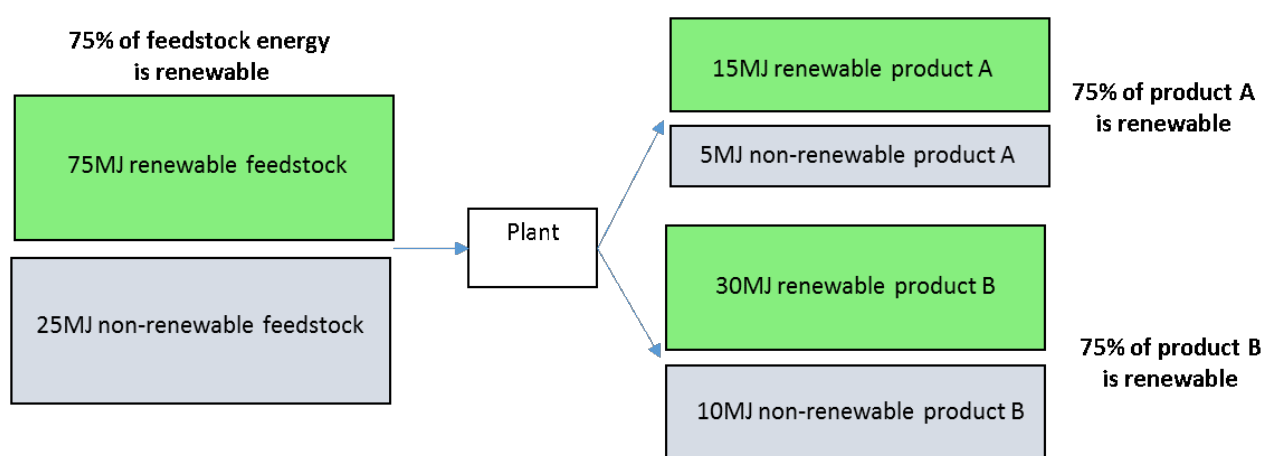 75% of feedstock energy
is renewable
75MJ renewable feedstock
25MJ non-renewable feedstock
Plant
15MJ renewable product A
5MJ non-renewable product A
75% of product A
is renewable
30MJ renewable product B
10MJ non-renewable product B
75% of product B
is renewable